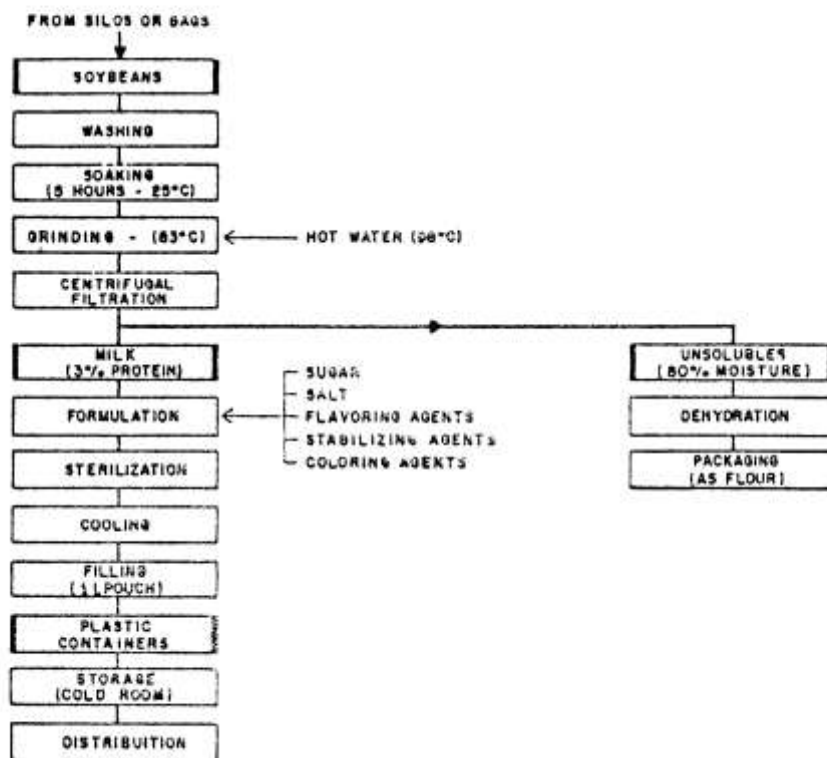 FROM SILOS OR BAGS
SOYBEANS
WASHING
SOAKING
(5 HOURS - 25°C)
GRINDING - (83°C)
HOT WATER (98°C)
CENTRIFUGAL
FILTRATION
MILK
(3% PROTEIN)
UNSOLUBLES
(80% MOISTURE)
SUGAR
SALT
FORMULATION
FLAVORING AGENTS
DEHYDRATION
STABILIZING AGENTS
STERILIZATION
COLORING AGENTS
PACKAGING
(AS FLOUR)
COOLING
FILLING
(1 L POUCH)
PLASTIC
CONTAINERS
STORAGE
(COLD ROOM)
DISTRIBUITION